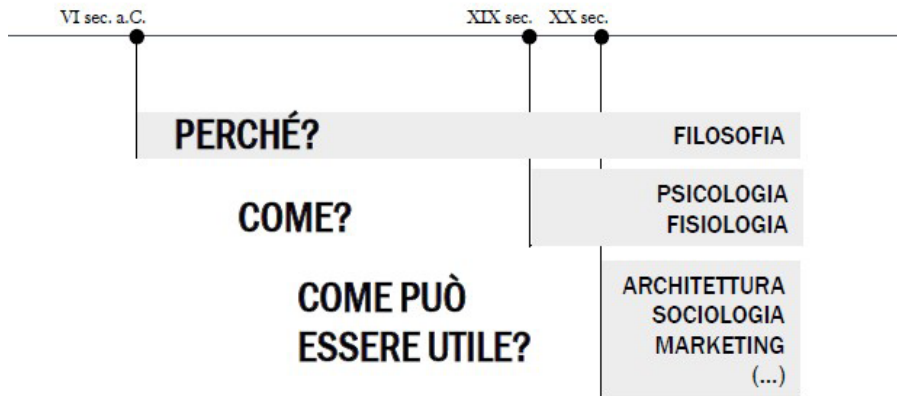 VI sec. a.C. XIX sec. XX sec.
PERCHÉ? FILOSOFIA
COME? PSICOLOGIA
FISIOLOGIA
COME PUÒ
ESSERE UTILE?
ARCHITETTURA
SOCIOLOGIA
MARKETING
(...)